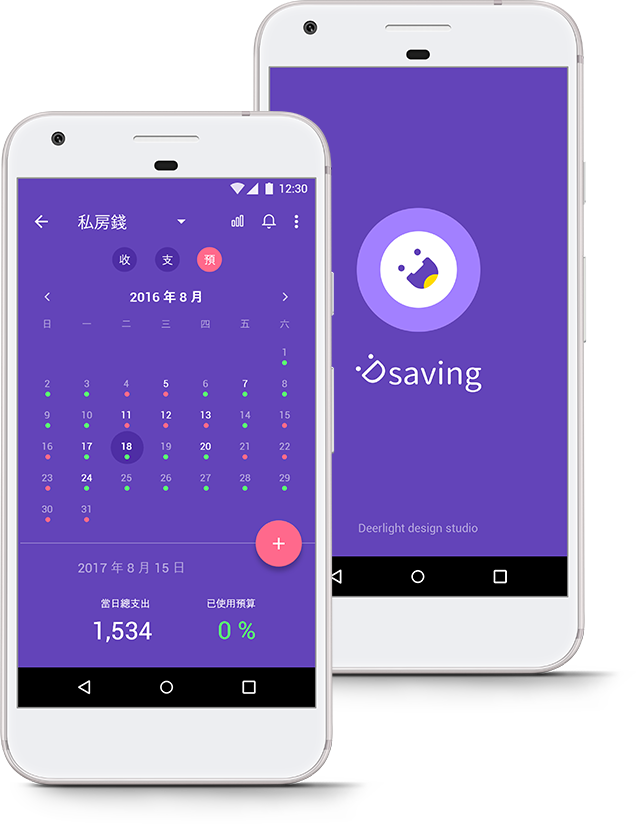 12:30
私房錢
收 支 預
2016 年 8 月
日 一 二 三 四 五 六
1
2 3 4 5 6 7 8
9 10 11 12 13 14 15
16 17 18 19 20 21 22
23 24 25 26 27 28 29
30 31
+
2017 年 8 月 15 日
當日總支出 已使用預算
1,534 0 %
Dsaving
Deerlight design studio